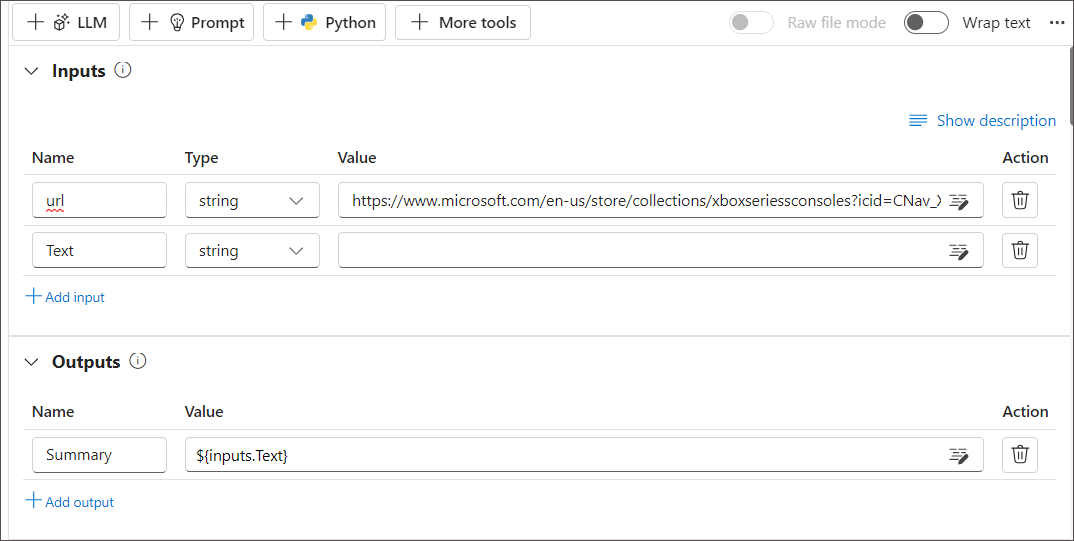 LLM Prompt Python More tools Raw file mode Wrap text
Inputs
Show description
Name Type Value Action
url string https://www.microsoft.com/en-us/store/collections/xboxseriessconsoles?icid=CNav_X
Text string
Add input
Outputs
Name Value Action
Summary ${inputs.Text}
Add output